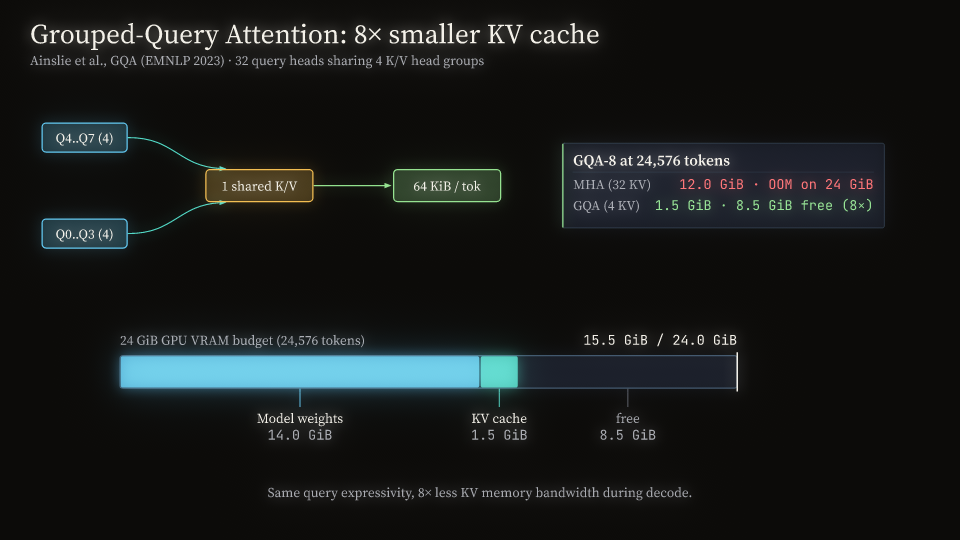 Grouped-Query Attention: 8× smaller KV cache
Ainslie et al., GQA (EMNLP 2023) · 32 query heads sharing 4 K/V head groups
Q4..Q7 (4)
Q0..Q3 (4)
1 shared K/V
64 KiB / tok
GQA-8 at 24,576 tokens
MHA (32 KV) 12.0 GiB · OOM on 24 GiB
GQA (4 KV) 1.5 GiB · 8.5 GiB free (8×)
24 GiB GPU VRAM budget (24,576 tokens) 15.5 GiB / 24.0 GiB
Model weights KV cache free
14.0 GiB 1.5 GiB 8.5 GiB
Same query expressivity, 8× less KV memory bandwidth during decode.